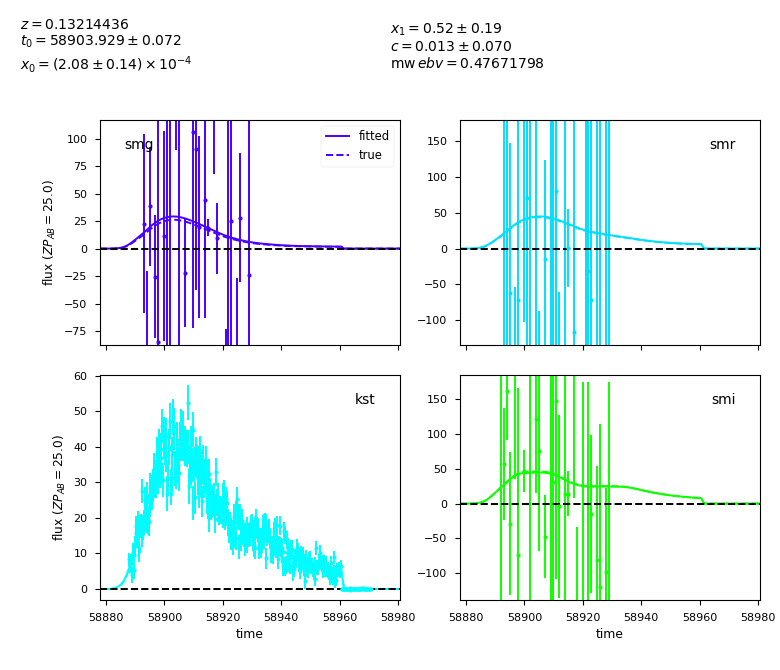 z = 0.13214436
t₀ = 58903.929 ± 0.072
x₀ = (2.08 ± 0.14) × 10⁻⁴
x₁ = 0.52 ± 0.19
c = 0.013 ± 0.070
mw ebv = 0.47671798
smg
fitted
true
100
75
50
25
0
−25
−50
−75
flux (ZP_AB = 25.0)
smr
150
100
50
0
−50
−100
kst
60
50
40
30
20
10
0
flux (ZP_AB = 25.0)
58880 58900 58920 58940 58960 58980
time
smi
150
100
50
0
−50
−100
58880 58900 58920 58940 58960 58980
time